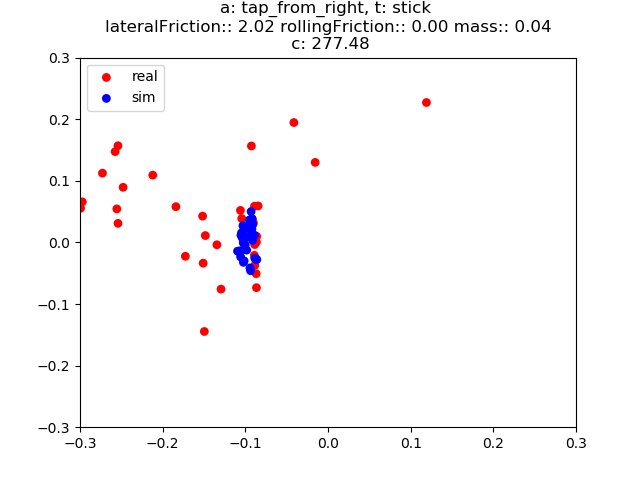 a: tap_from_right, t: stick
lateralFriction:: 2.02 rollingFriction:: 0.00 mass:: 0.04
c: 277.48
real
sim
0.3
0.2
0.1
0.0
−0.1
−0.2
−0.3
−0.3
−0.2
−0.1
0.0
0.1
0.2
0.3